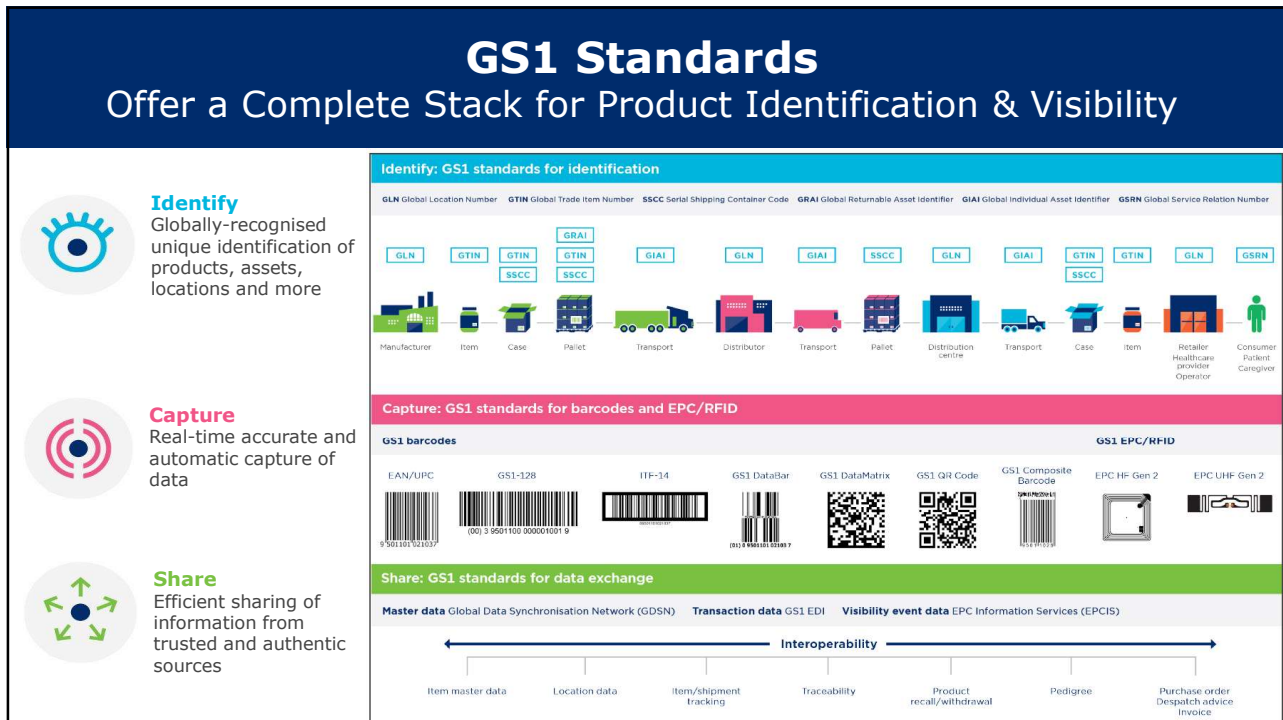 GS1 Standards
Offer a Complete Stack for Product Identification & Visibility
Identify
Globally-recognised
unique identification of
products, assets,
locations and more
Capture
Real-time accurate and
automatic capture of
data
Share
Efficient sharing of
information from
trusted and authentic
sources
Identify: GS1 standards for identification
GLN Global Location Number GTIN Global Trade Item Number SSCC Serial Shipping Container Code GRAI Global Returnable Asset Identifier GIAI Global Individual Asset Identifier GSRN Global Service Relation Number
GRAI
GLN GTIN GTIN GTIN GIAI GLN GIAI SSCC GLN GIAI GTIN GTIN GLN GSRN
SSCC SSCC SSCC
Manufacturer Item Case Pallet Transport Distributor Transport Pallet Distribution Transport Case Item Retailer Consumer
centre Healthcare Patient
provider Caregiver
Operator
Capture: GS1 standards for barcodes and EPC/RFID
GS1 barcodes GS1 EPC/RFID
EAN/UPC GS1-128 ITF-14 GS1 DataBar GS1 DataMatrix GS1 QR Code GS1 Composite Barcode EPC HF Gen 2 EPC UHF Gen 2
9 501101 021037
(00) 3 9501100 000001001 9
(01) 0 9501101 02103 7
Share: GS1 standards for data exchange
Master data Global Data Synchronisation Network (GDSN) Transaction data GS1 EDI Visibility event data EPC Information Services (EPCIS)
Interoperability
Item master data Location data Item/shipment Traceability Product Pedigree Purchase order
tracking recall/withdrawal Despatch advice
Invoice